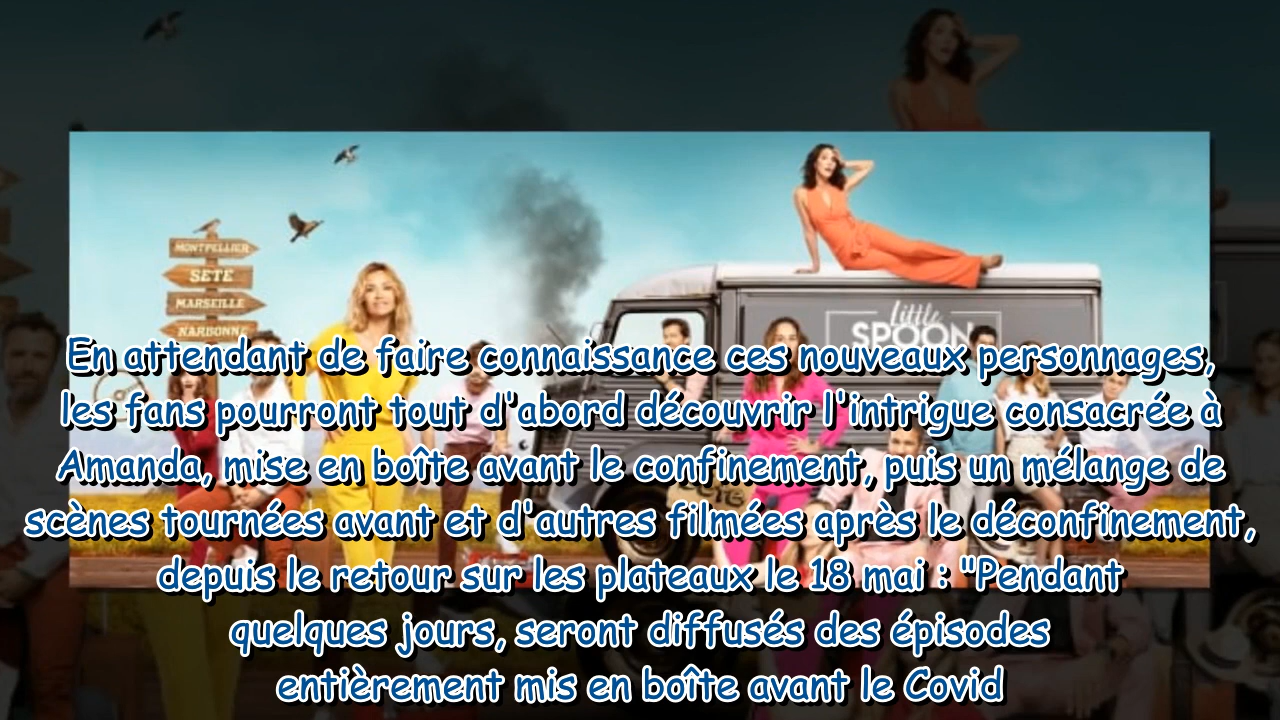 MONTPELLIER
SETE
MARSEILLE
NARBONNE
little
SPOON
En attendant de faire connaissance ces nouveaux personnages,
les fans pourront tout d'abord découvrir l'intrigue consacrée à
Amanda, mise en boîte avant le confinement, puis un mélange de
scènes tournées avant et d'autres filmées après le déconfinement,
depuis le retour sur les plateaux le 18 mai : "Pendant
quelques jours, seront diffusés des épisodes
entièrement mis en boîte avant le Covid